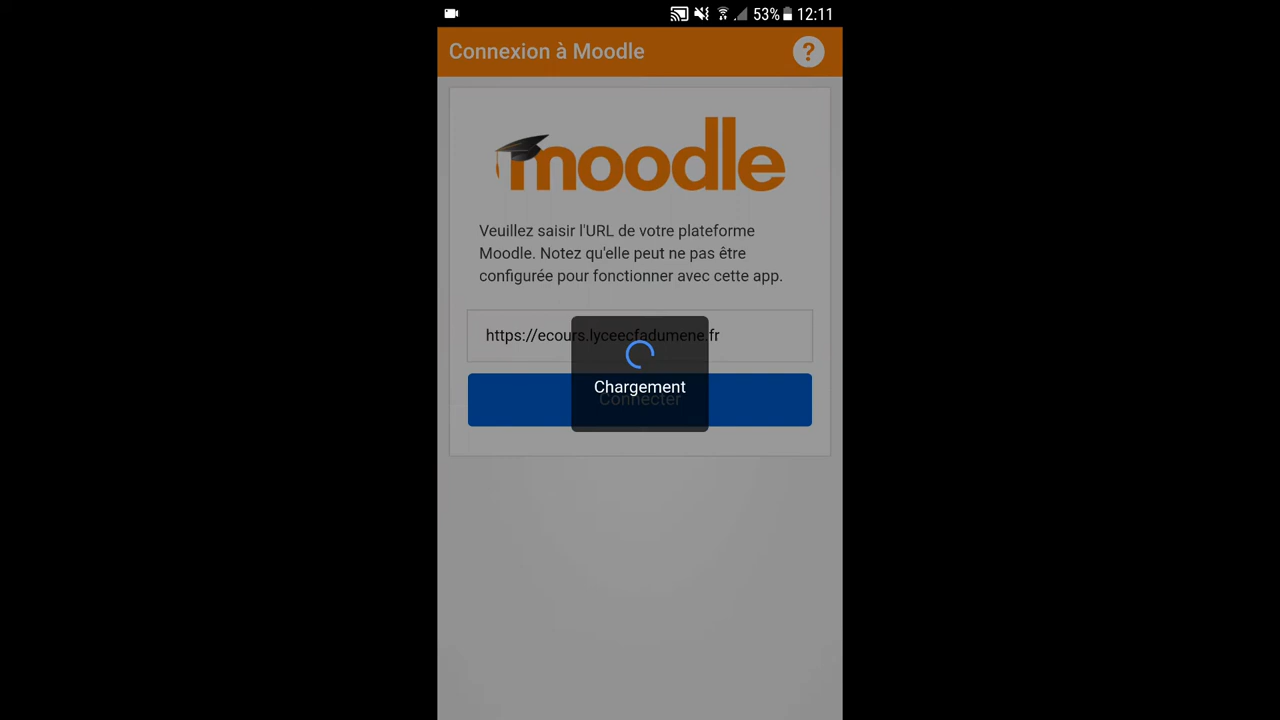 53% 12:11
Connexion à Moodle ?
moodle
Veuillez saisir l'URL de votre plateforme
Moodle. Notez qu'elle peut ne pas être
configurée pour fonctionner avec cette app.
https://ecours.lyceecfadumene.fr
Chargement
Connecter